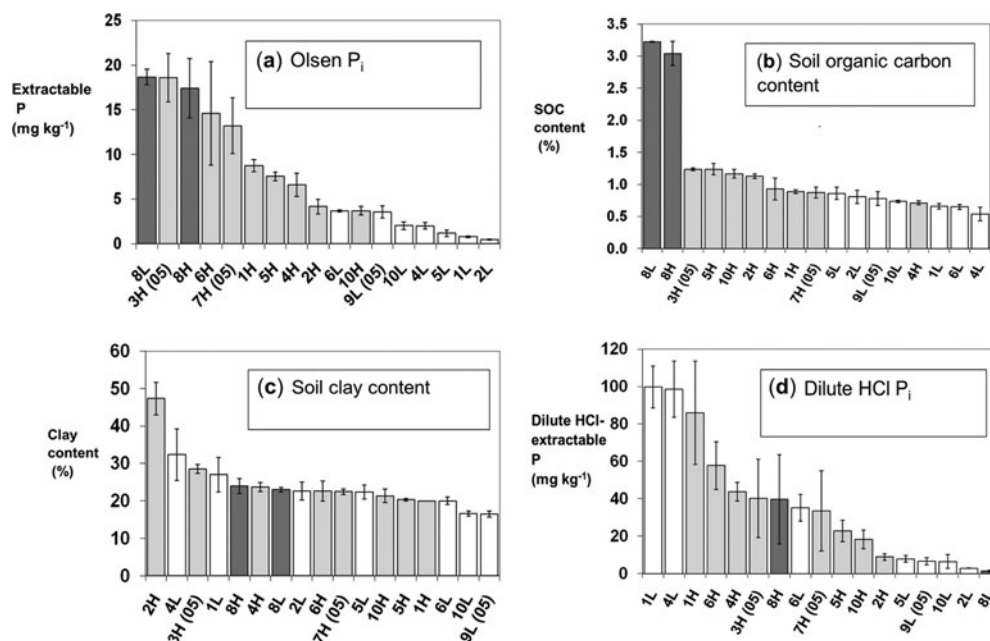 25
20
15
10
5
0
Extractable
P
(mg kg⁻¹)
(a) Olsen Pᵢ
8L
3H (05)
8H
6H
7H (05)
1H
5H
4H
2H
6L
10H
9L (05)
10L
4L
5L
1L
2L
3.5
3.0
2.5
2.0
1.5
1.0
0.5
0.0
SOC
content
(%)
(b) Soil organic carbon
content
8L
8H
3H (05)
5H
10H
2H
6H
1H
7H (05)
5L
2L
9L (05)
10L
4H
1L
6L
4L
60
50
40
30
20
10
0
Clay
content
(%)
(c) Soil clay content
2H
4L
3H (05)
1L
8H
4H
8L
2L
6H
7H (05)
5L
10H
5H
1H
6L
10L
9L (05)
120
100
80
60
40
20
0
Dilute HCl-
extractable
P
(mg kg⁻¹)
(d) Dilute HCl Pᵢ
1L
4L
1H
6H
4H
3H (05)
8H
6L
7H (05)
5H
10H
2H
5L
9L (05)
10L
2L
8L